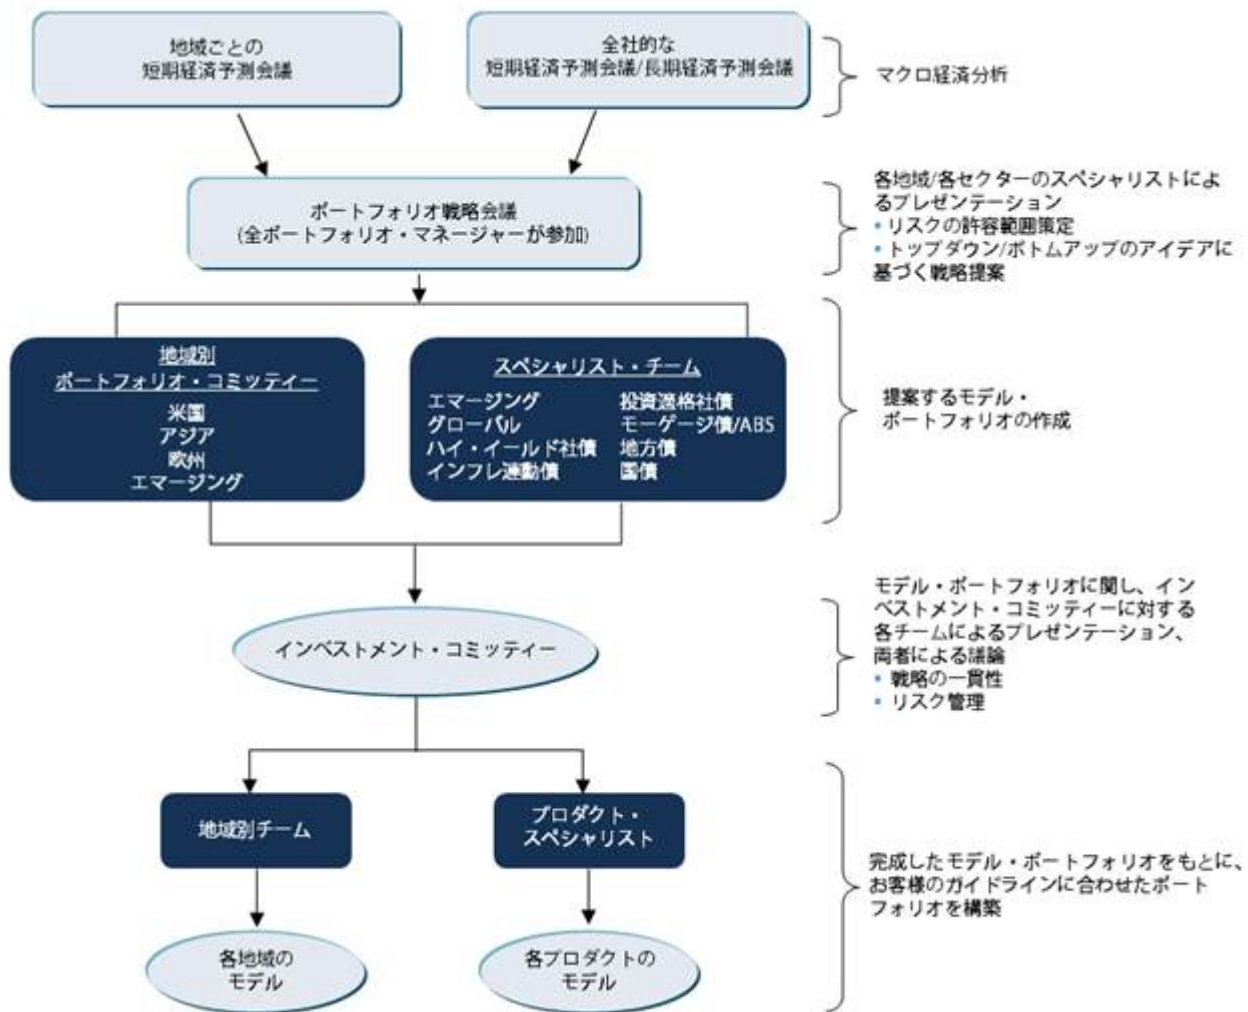 地域ごとの
短期経済予測会議
全社的な
短期経済予測会議/長期経済予測会議
マクロ経済分析
ポートフォリオ戦略会議
(全ポートフォリオ・マネージャーが参加)
各地域/各セクターのスペシャリストによ
るプレゼンテーション
▪ リスクの許容範囲策定
▪ トップダウン/ボトムアップのアイデアに
基づく戦略提案
地域別
ポートフォリオ・コミッティー
米国
アジア
欧州
エマージング
スペシャリスト・チーム
エマージング 投資適格社債
グローバル モーゲージ債/ABS
ハイ・イールド社債 地方債
インフレ連動債 国債
提案するモデル・
ポートフォリオの作成
インベストメント・コミッティー
モデル・ポートフォリオに関し、イン
ベストメント・コミッティーに対する
各チームによるプレゼンテーション、
両者による議論
▪ 戦略の一貫性
▪ リスク管理
地域別チーム
プロダクト・
スペシャリスト
完成したモデル・ポートフォリオをもとに、
お客様のガイドラインに合わせたポート
フォリオを構築
各地域の
モデル
各プロダクトの
モデル